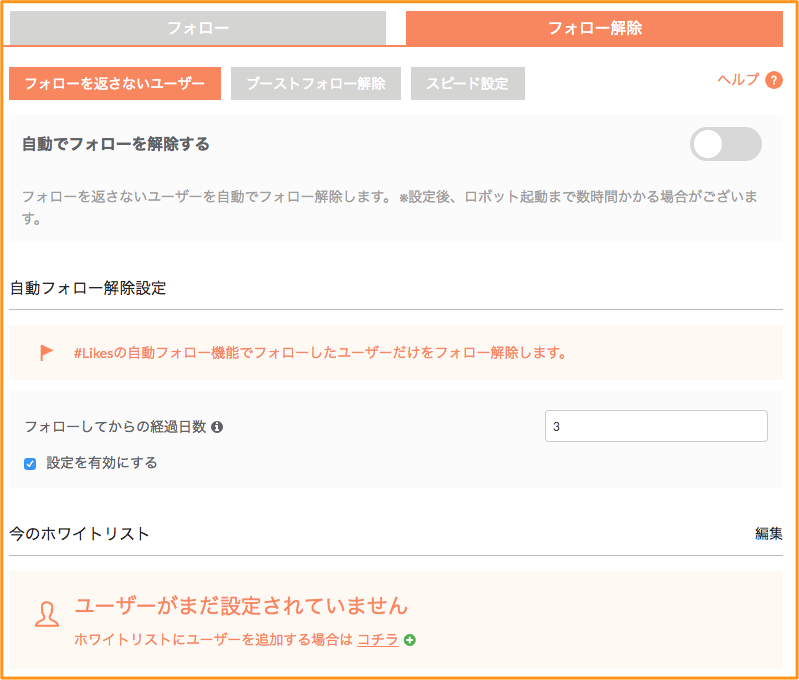 フォロー
フォロー解除
フォローを返さないユーザー
ブーストフォロー解除
スピード設定
ヘルプ ?
自動でフォローを解除する
フォローを返さないユーザーを自動でフォロー解除します。※設定後、ロボット起動まで数時間かかる場合がございま
す。
自動フォロー解除設定
#Likesの自動フォロー機能でフォローしたユーザーだけをフォロー解除します。
フォローしてからの経過日数
3
設定を有効にする
今のホワイトリスト
編集
ユーザーがまだ設定されていません
ホワイトリストにユーザーを追加する場合は コチラ